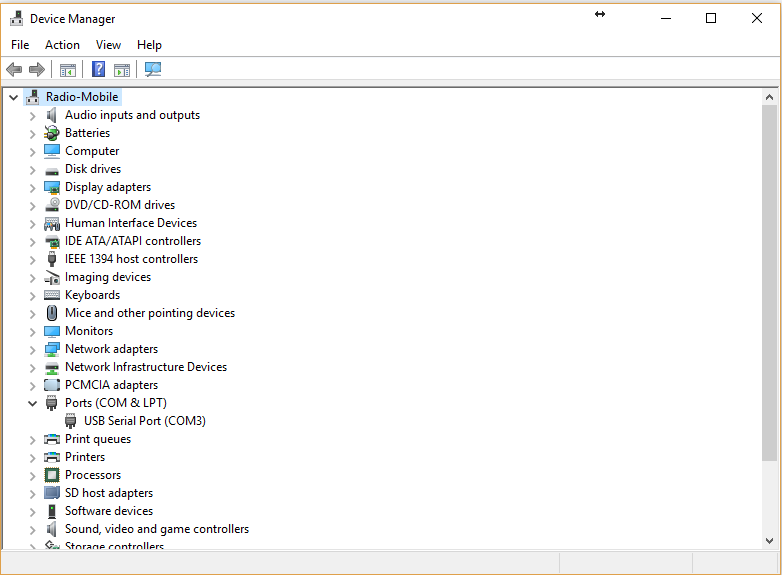 Device Manager
File Action View Help
Radio-Mobile
Audio inputs and outputs
Batteries
Computer
Disk drives
Display adapters
DVD/CD-ROM drives
Human Interface Devices
IDE ATA/ATAPI controllers
IEEE 1394 host controllers
Imaging devices
Keyboards
Mice and other pointing devices
Monitors
Network adapters
Network Infrastructure Devices
PCMCIA adapters
Ports (COM & LPT)
USB Serial Port (COM3)
Print queues
Printers
Processors
SD host adapters
Software devices
Sound, video and game controllers
Storage controllers